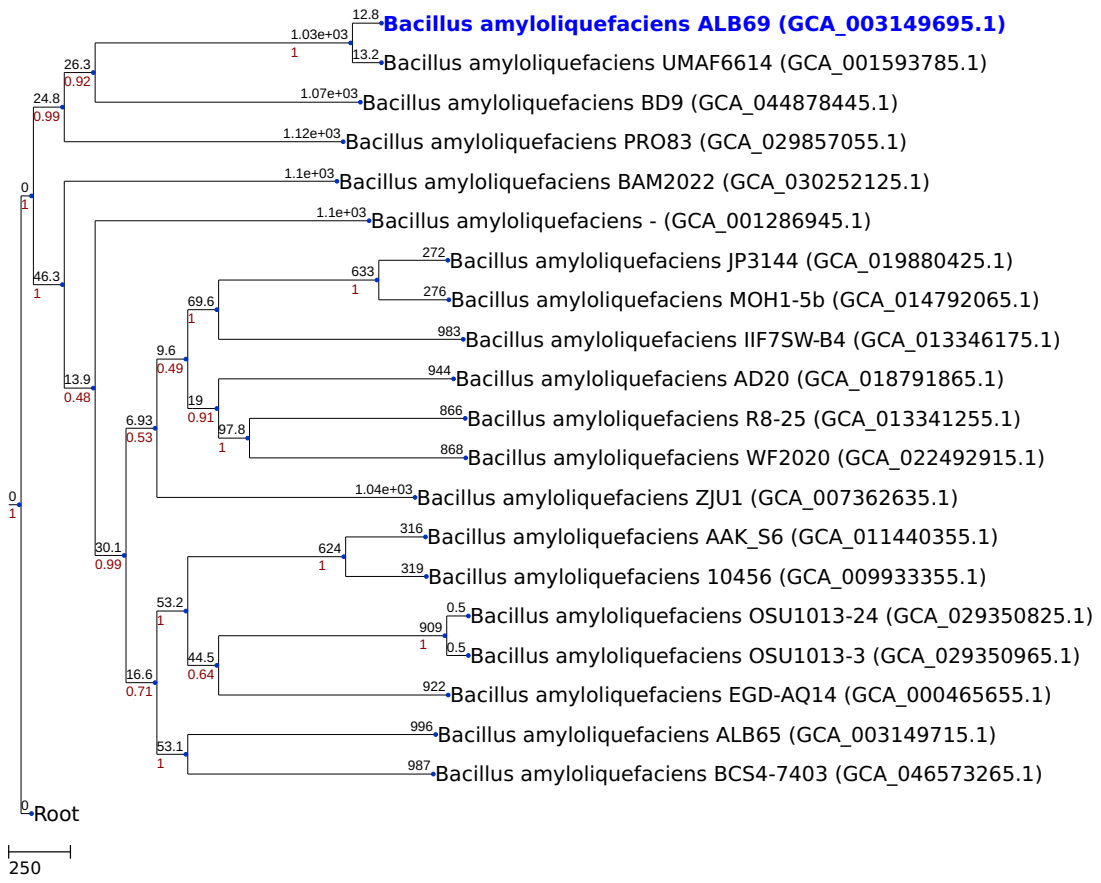 12.8
Bacillus amyloliquefaciens ALB69 (GCA_003149695.1)
1.03e+03
1
13.2
Bacillus amyloliquefaciens UMAF6614 (GCA_001593785.1)
26.3
0.92
1.07e+03
Bacillus amyloliquefaciens BD9 (GCA_044878445.1)
24.8
0.99
1.12e+03
Bacillus amyloliquefaciens PRO83 (GCA_029857055.1)
0
1
1.1e+03
Bacillus amyloliquefaciens BAM2022 (GCA_030252125.1)
1.1e+03
Bacillus amyloliquefaciens - (GCA_001286945.1)
46.3
1
272
Bacillus amyloliquefaciens JP3144 (GCA_019880425.1)
633
1
276
Bacillus amyloliquefaciens MOH1-5b (GCA_014792065.1)
69.6
1
983
Bacillus amyloliquefaciens IIF7SW-B4 (GCA_013346175.1)
9.6
0.49
944
Bacillus amyloliquefaciens AD20 (GCA_018791865.1)
13.9
0.48
19
0.91
866
Bacillus amyloliquefaciens R8-25 (GCA_013341255.1)
6.93
0.53
97.8
1
868
Bacillus amyloliquefaciens WF2020 (GCA_022492915.1)
1.04e+03
Bacillus amyloliquefaciens ZJU1 (GCA_007362635.1)
0
1
316
Bacillus amyloliquefaciens AAK_S6 (GCA_011440355.1)
30.1
0.99
624
1
319
Bacillus amyloliquefaciens 10456 (GCA_009933355.1)
53.2
1
0.5
Bacillus amyloliquefaciens OSU1013-24 (GCA_029350825.1)
909
1
0.5
Bacillus amyloliquefaciens OSU1013-3 (GCA_029350965.1)
44.5
0.64
16.6
0.71
922
Bacillus amyloliquefaciens EGD-AQ14 (GCA_000465655.1)
996
Bacillus amyloliquefaciens ALB65 (GCA_003149715.1)
53.1
1
987
Bacillus amyloliquefaciens BCS4-7403 (GCA_046573265.1)
0
Root
250